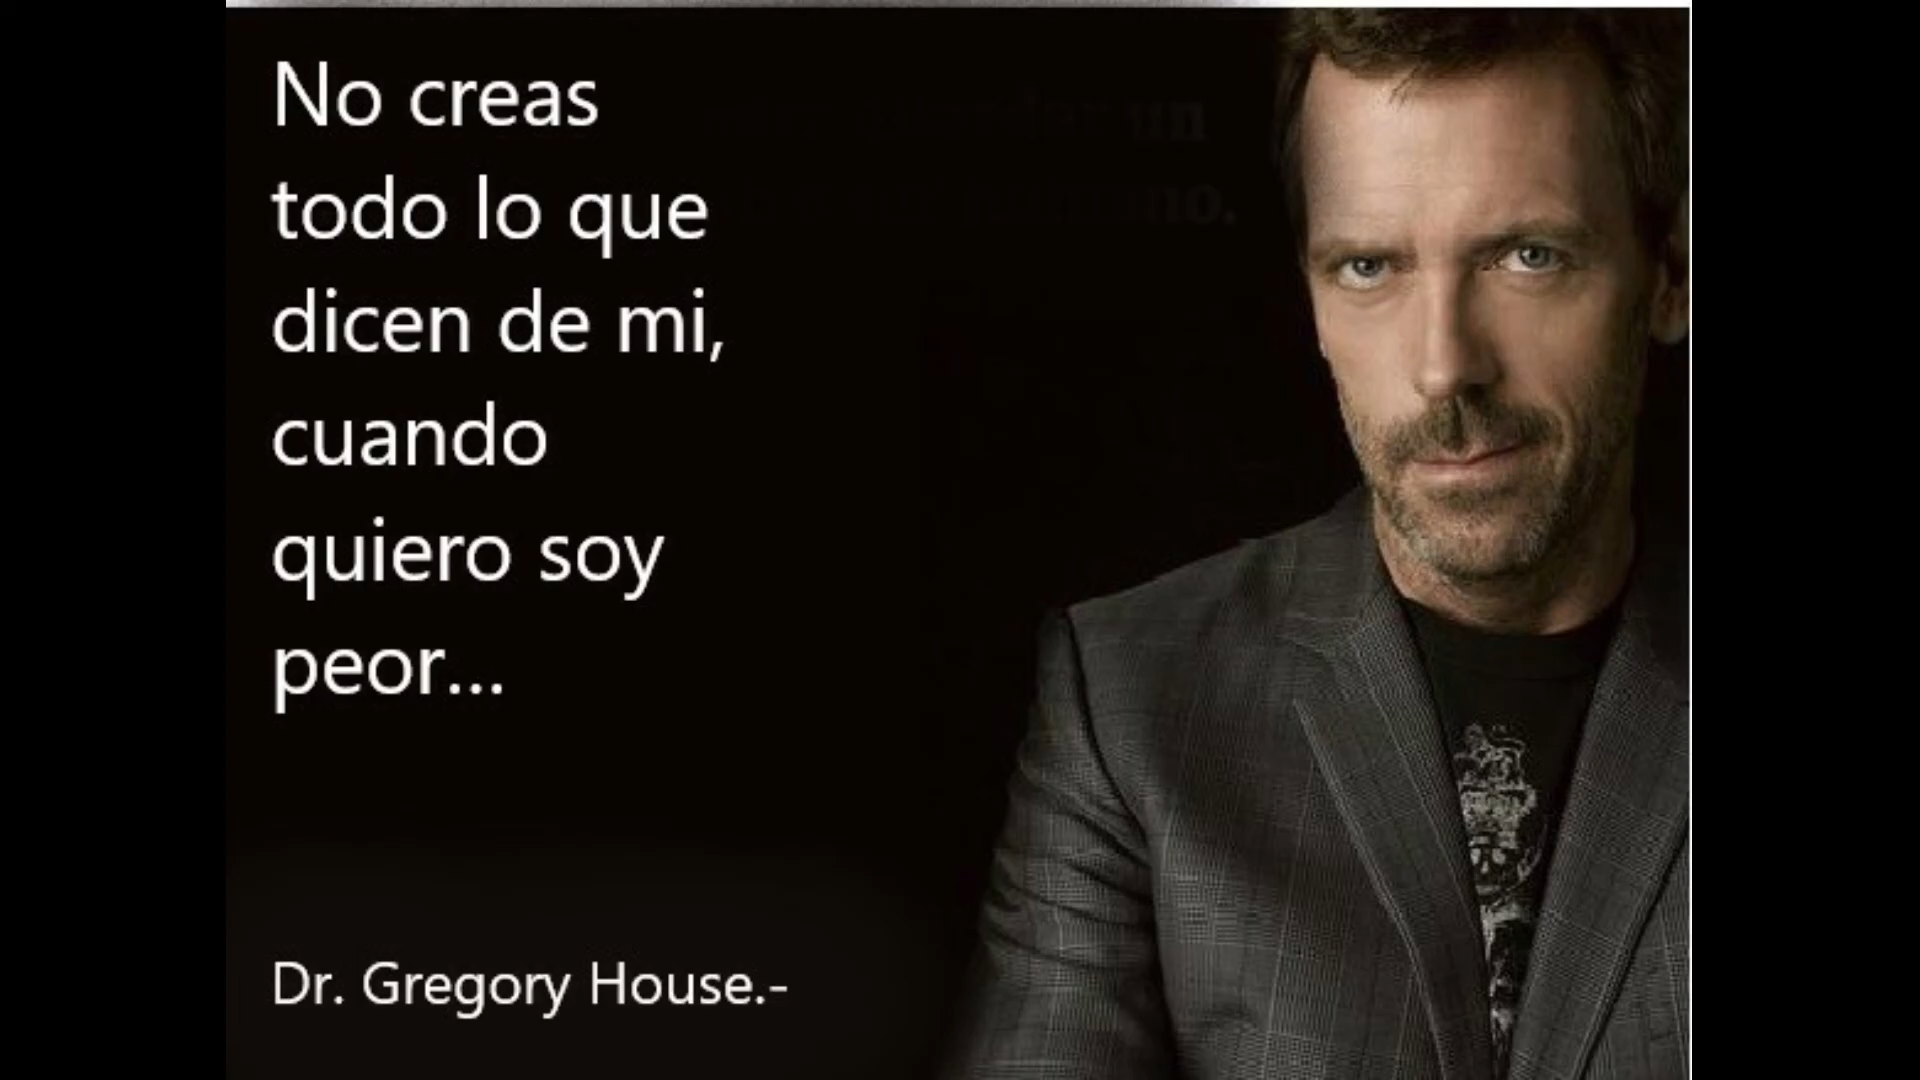 No creas
todo lo que
dicen de mi,
cuando
quiero soy
peor...
Dr. Gregory House.-